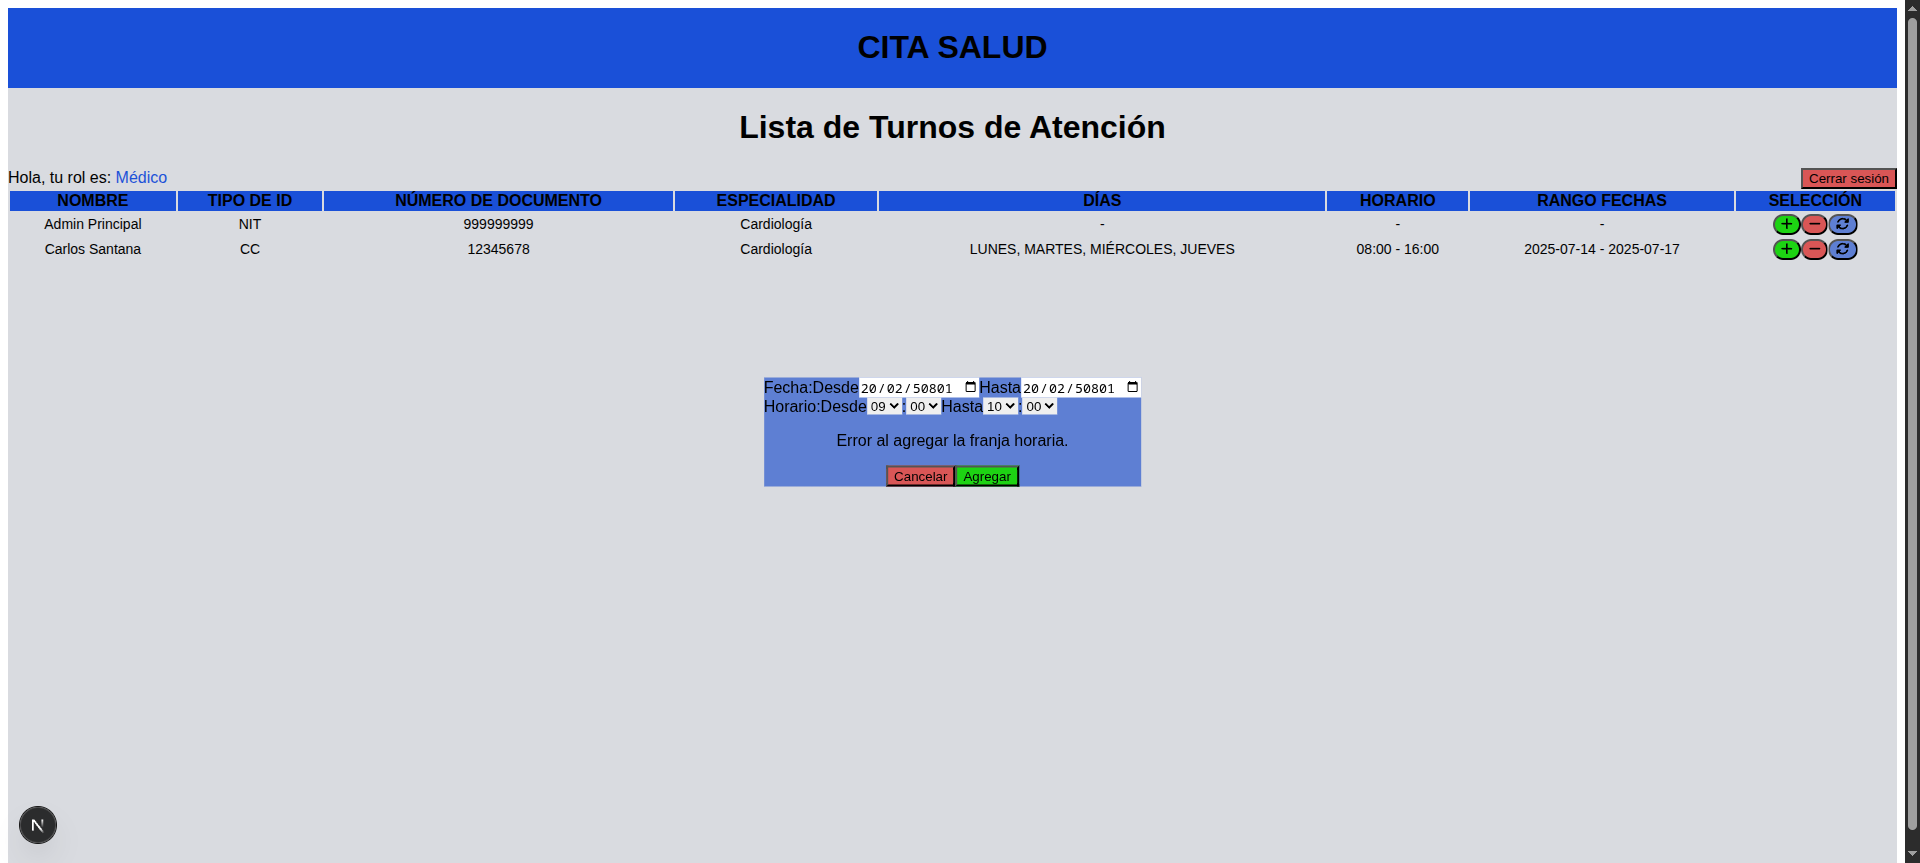 CITA SALUD
Lista de Turnos de Atención
Hola, tu rol es: Médico Cerrar sesión
NOMBRE TIPO DE ID NÚMERO DE DOCUMENTO ESPECIALIDAD DÍAS HORARIO RANGO FECHAS SELECCIÓN
Admin Principal NIT 999999999 Cardiología - - -
Carlos Santana CC 12345678 Cardiología LUNES, MARTES, MIÉRCOLES, JUEVES 08:00 - 16:00 2025-07-14 - 2025-07-17
Fecha:Desde 20/02/50801 Hasta 20/02/50801
Horario:Desde 09 : 00 Hasta 10 : 00
Error al agregar la franja horaria.
Cancelar Agregar
N